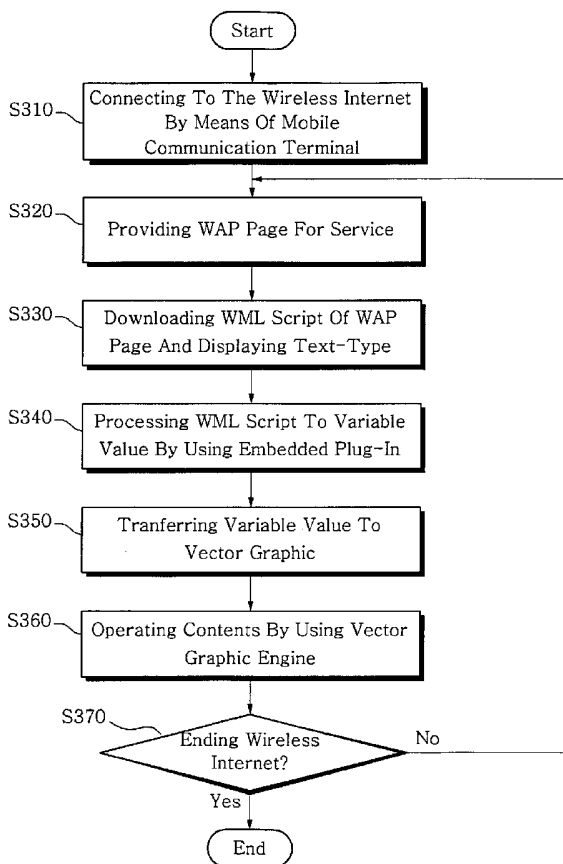 Start
S310
Connecting To The Wireless Internet
By Means Of Mobile
Communication Terminal
S320
Providing WAP Page For Service
S330
Downloading WML Script Of WAP
Page And Displaying Text-Type
S340
Processing WML Script To Variable
Value By Using Embedded Plug-In
S350
Tranferring Variable Value To
Vector Graphic
S360
Operating Contents By Using Vector
Graphic Engine
S370
Ending Wireless
Internet?
No
Yes
End